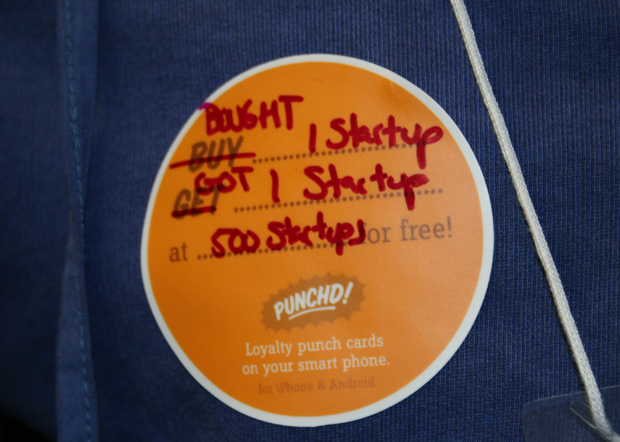 BOUGHT
BUY .............. 1 Startup
GOT 1 Startup
GET ..............
at 500 Startups for free!
PUNCHD!
Loyalty punch cards
on your smart phone.
for iPhone & Android